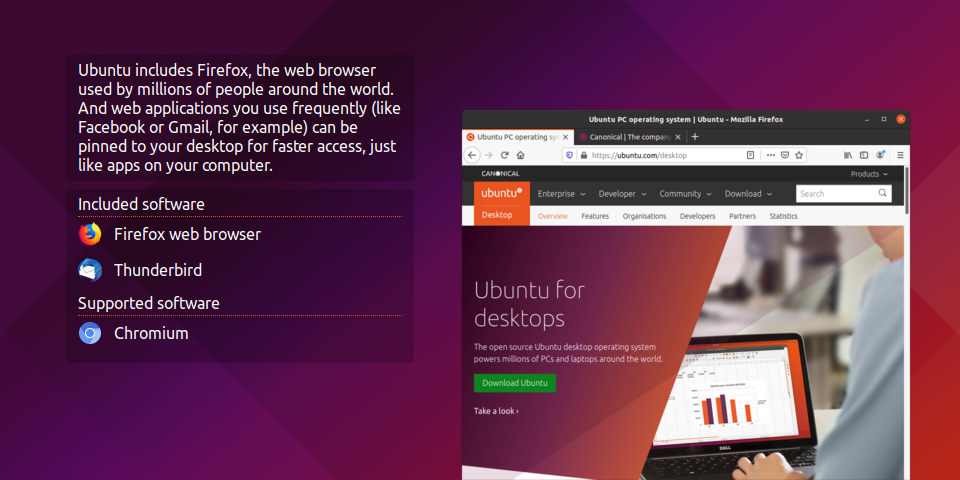 Ubuntu includes Firefox, the web browser
used by millions of people around the world.
And web applications you use frequently (like
Facebook or Gmail, for example) can be
pinned to your desktop for faster access, just
like apps on your computer.
Included software
Firefox web browser
Thunderbird
Supported software
Chromium
Ubuntu PC operating system | Ubuntu - Mozilla Firefox
Ubuntu PC operating sys
Canonical | The company
https://ubuntu.com/desktop
CANONICAL
Products
ubuntu
Enterprise
Developer
Community
Download
Search
Desktop
Overview
Features
Organisations
Developers
Partners
Statistics
Ubuntu for
desktops
The open source Ubuntu desktop operating system
powers millions of PCs and laptops around the world.
Download Ubuntu
Take a look ›
DELL